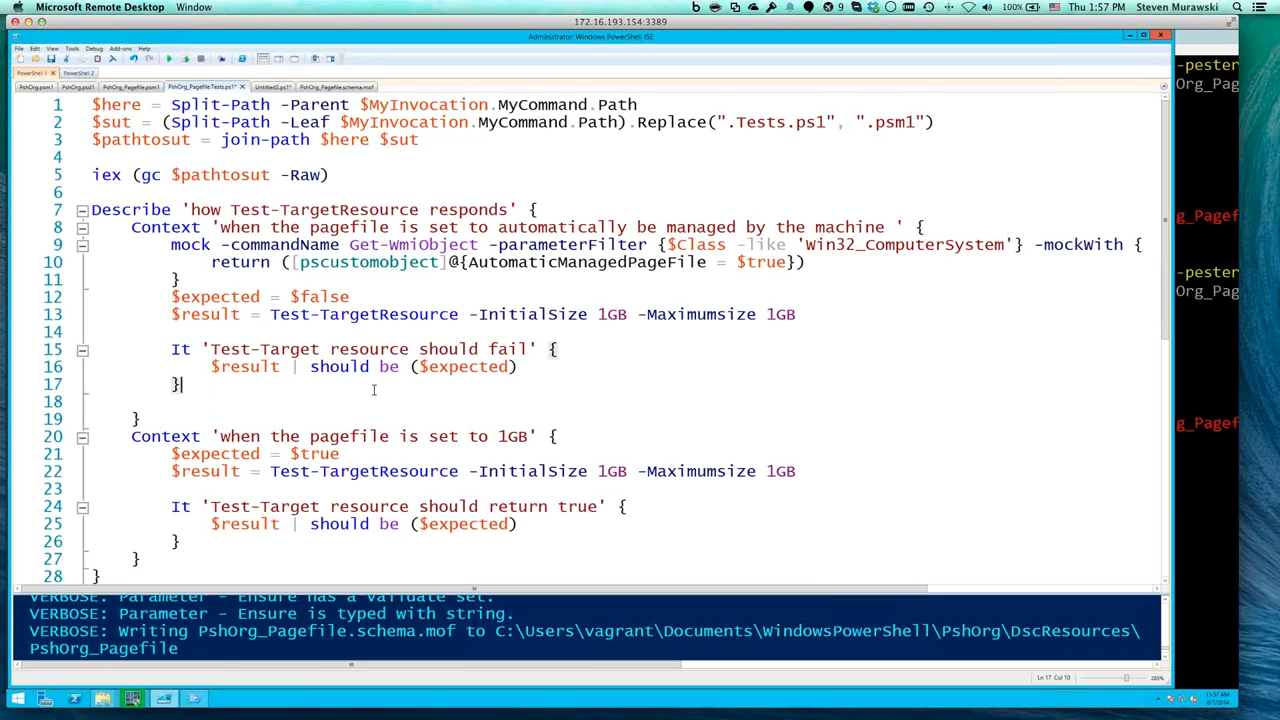 Microsoft Remote Desktop Window
9 100% Thu 1:57 PM Steven Murawski
172.16.193.154:3389
Administrator: Windows PowerShell ISE
File Edit View Tools Debug Add-ons Help
PowerShell 1 PowerShell 2
PshOrg.psm1 PshOrg.psd1 PshOrg_Pagefile.psm1 PshOrg_Pagefile.Tests.ps1* Untitled2.ps1* PshOrg_Pagefile.schema.mof
1 $here = Split-Path -Parent $MyInvocation.MyCommand.Path
2 $sut = (Split-Path -Leaf $MyInvocation.MyCommand.Path).Replace(".Tests.ps1", ".psm1")
3 $pathtosut = join-path $here $sut
4
5 iex (gc $pathtosut -Raw)
6
7 Describe 'how Test-TargetResource responds' {
8 Context 'when the pagefile is set to automatically be managed by the machine ' {
9 mock -commandName Get-WmiObject -parameterFilter {$Class -like 'Win32_ComputerSystem'} -mockWith {
10 return ([pscustomobject]@{AutomaticManagedPageFile = $true})
11 }
12 $expected = $false
13 $result = Test-TargetResource -InitialSize 1GB -Maximumsize 1GB
14
15 It 'Test-Target resource should fail' {
16 $result | should be ($expected)
17 }
18
19 }
20 Context 'when the pagefile is set to 1GB' {
21 $expected = $true
22 $result = Test-TargetResource -InitialSize 1GB -Maximumsize 1GB
23
24 It 'Test-Target resource should return true' {
25 $result | should be ($expected)
26 }
27 }
28 }
VERBOSE: Parameter - Ensure has a validate set.
VERBOSE: Parameter - Ensure is typed with string.
VERBOSE: Writing PshOrg_Pagefile.schema.mof to C:\Users\vagrant\Documents\WindowsPowerShell\PshOrg\DscResources\
PshOrg_Pagefile
Ln 17 Col 10 285%
-pester
Org_Pag
g_Pagef
-pester
Org_Pag
g_Pagef
11:57 AM
8/7/2014